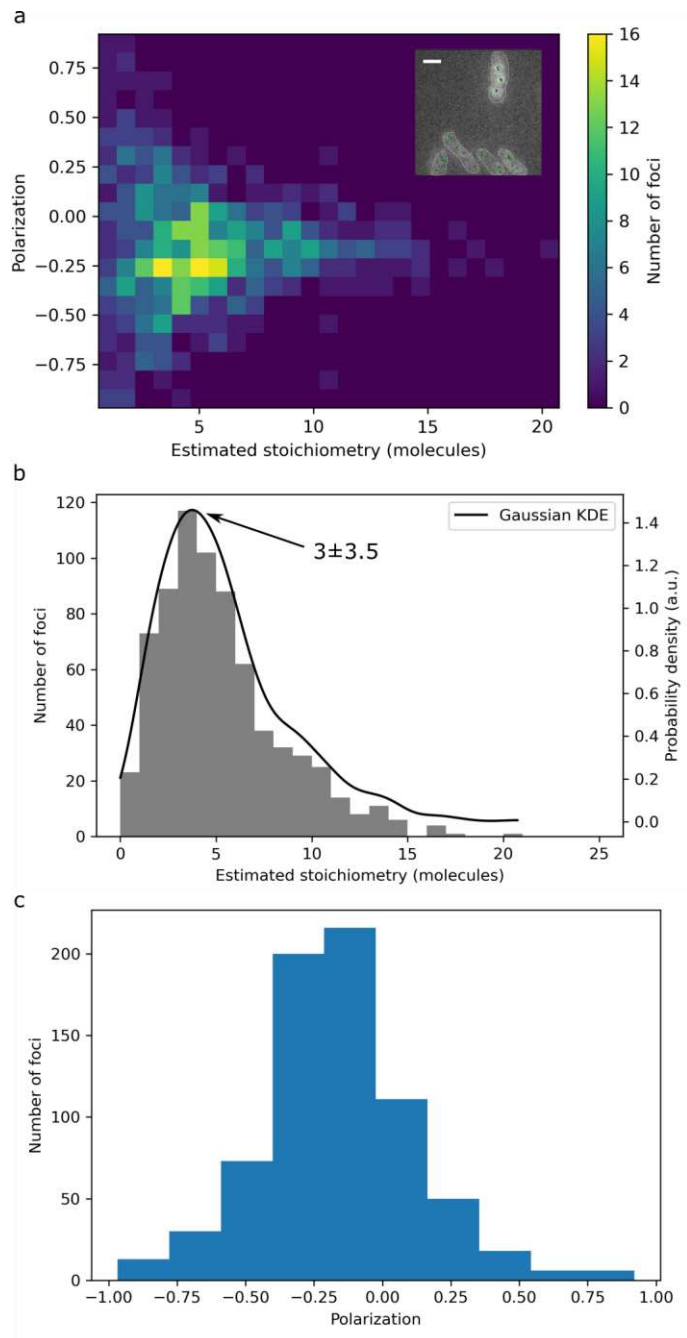 a
0.75
0.50
0.25
0.00
−0.25
−0.50
−0.75
Polarization
5 10 15 20
Estimated stoichiometry (molecules)
16
14
12
10
8
6
4
2
0
Number of foci
b
120
100
80
60
40
20
0
Number of foci
Gaussian KDE
3±3.5
1.4
1.2
1.0
0.8
0.6
0.4
0.2
0.0
Probability density (a.u.)
0 5 10 15 20 25
Estimated stoichiometry (molecules)
c
200
150
100
50
0
Number of foci
−1.00 −0.75 −0.50 −0.25 0.00 0.25 0.50 0.75 1.00
Polarization